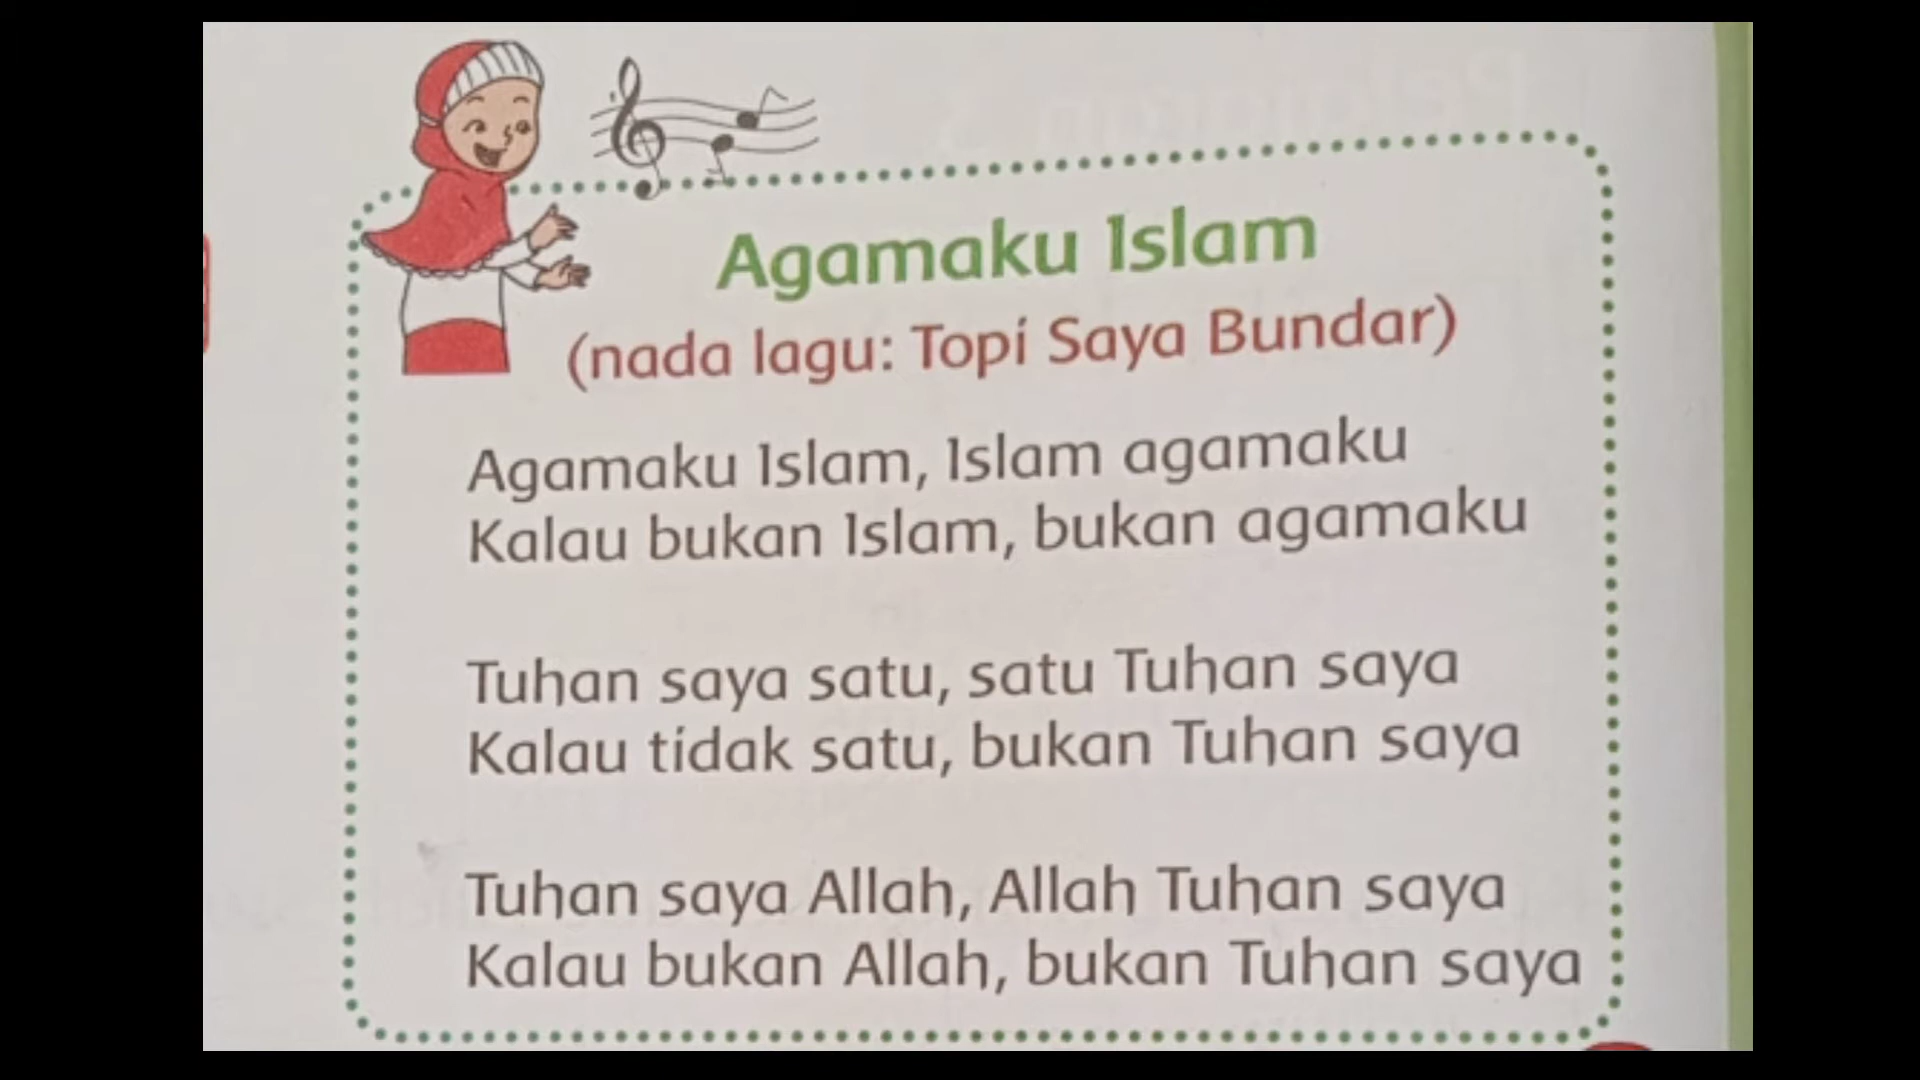 Agamaku Islam
(nada lagu: Topi Saya Bundar)
Agamaku Islam, Islam agamaku
Kalau bukan Islam, bukan agamaku
Tuhan saya satu, satu Tuhan saya
Kalau tidak satu, bukan Tuhan saya
Tuhan saya Allah, Allah Tuhan saya
Kalau bukan Allah, bukan Tuhan saya